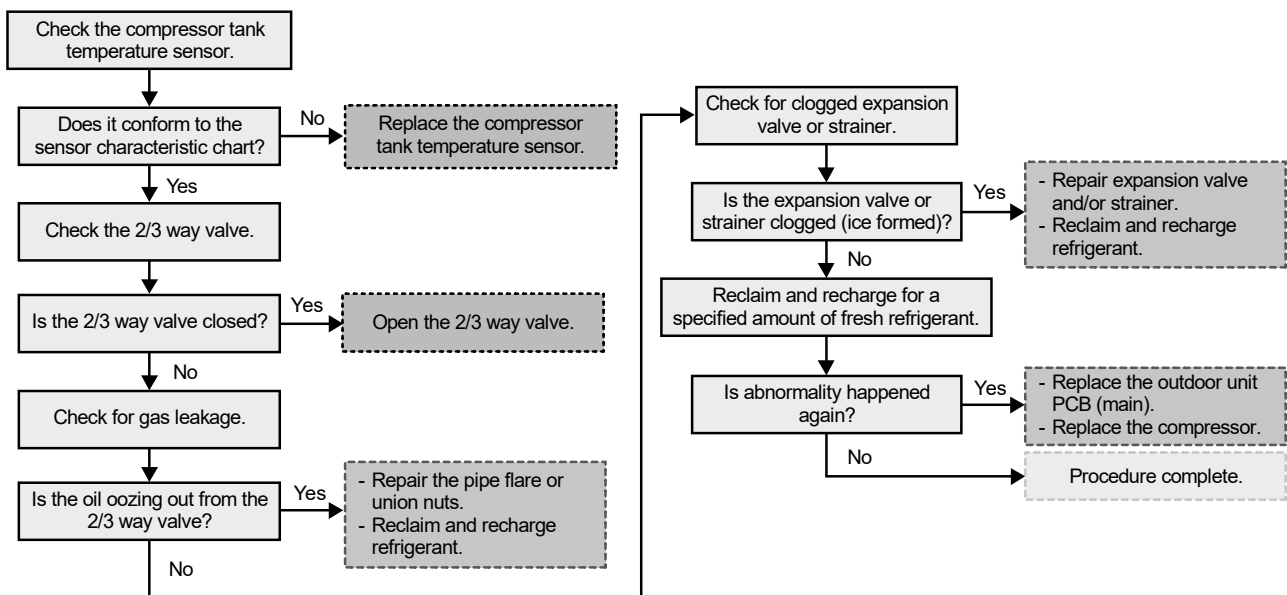 Check the compressor tank
temperature sensor.
Does it conform to the
sensor characteristic chart?
No
Replace the compressor
tank temperature sensor.
Yes
Check the 2/3 way valve.
Is the 2/3 way valve closed?
Yes
Open the 2/3 way valve.
No
Check for gas leakage.
Is the oil oozing out from the
2/3 way valve?
Yes
- Repair the pipe flare or
union nuts.
- Reclaim and recharge
refrigerant.
No
Check for clogged expansion
valve or strainer.
Is the expansion valve or
strainer clogged (ice formed)?
Yes
- Repair expansion valve
and/or strainer.
- Reclaim and recharge
refrigerant.
No
Reclaim and recharge for a
specified amount of fresh refrigerant.
Is abnormality happened
again?
Yes
- Replace the outdoor unit
PCB (main).
- Replace the compressor.
No
Procedure complete.